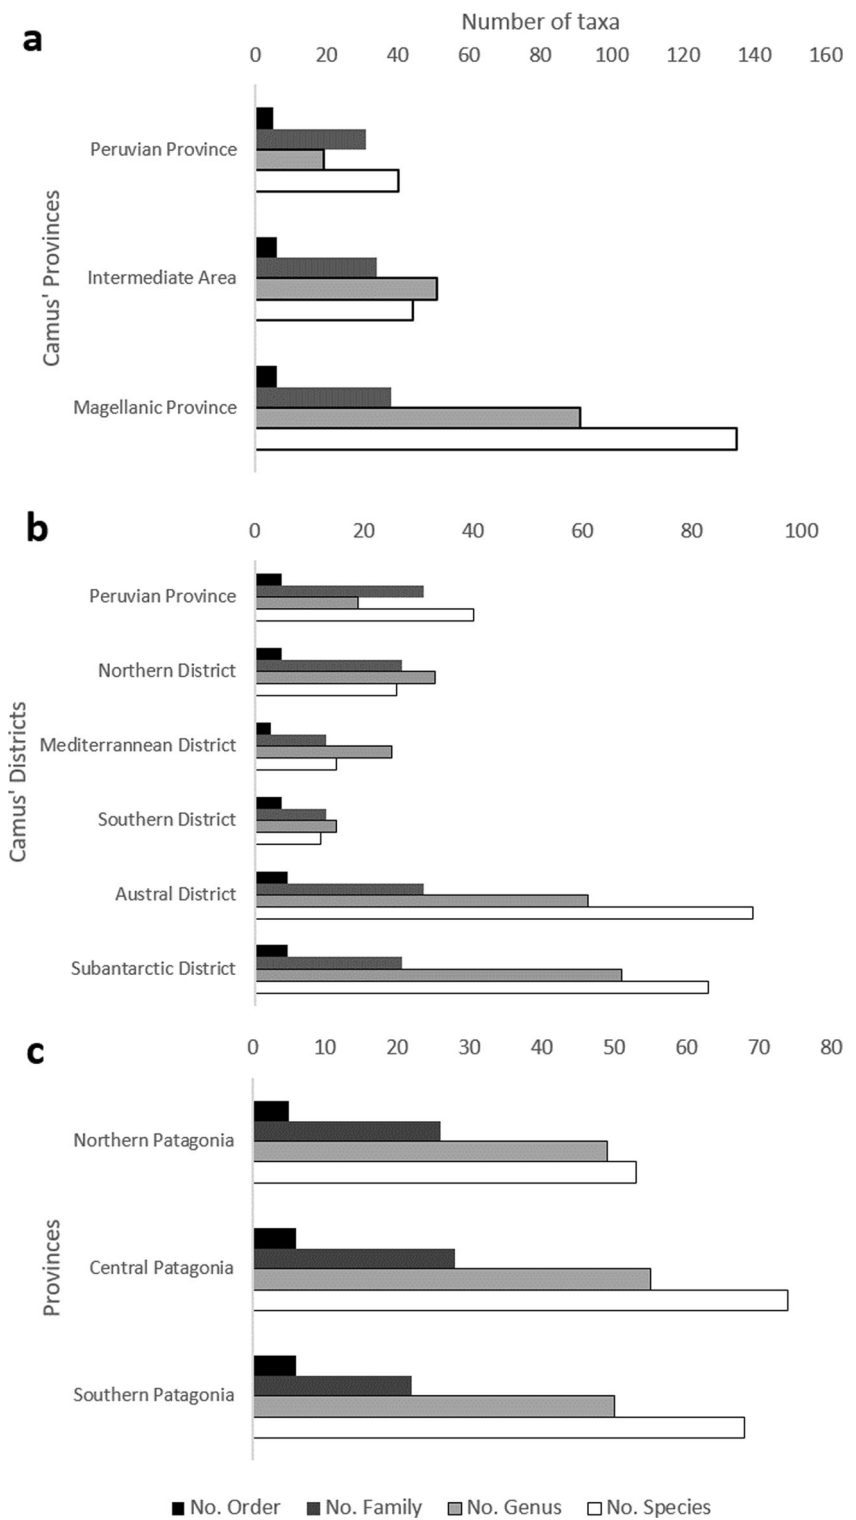 a
Number of taxa
0 20 40 60 80 100 120 140 160
Camus' Provinces
Peruvian Province
Intermediate Area
Magellanic Province
b
0 20 40 60 80 100
Camus' Districts
Peruvian Province
Northern District
Mediterrannean District
Southern District
Austral District
Subantarctic District
c
0 10 20 30 40 50 60 70 80
Provinces
Northern Patagonia
Central Patagonia
Southern Patagonia
No. Order No. Family No. Genus No. Species